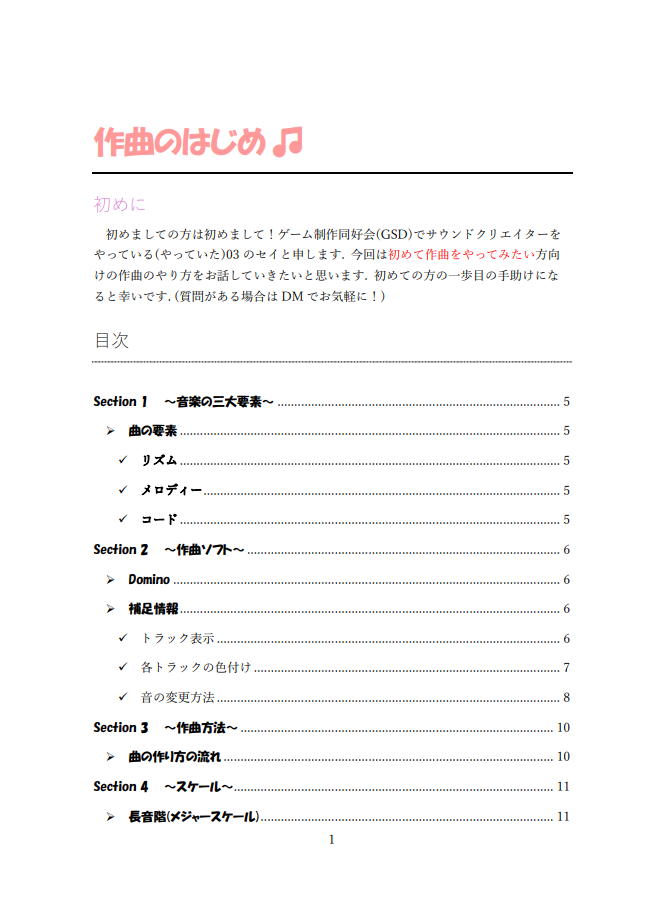 作曲のはじめ♫
初めに
初めましての方は初めまして！ゲーム制作同好会(GSD)でサウンドクリエイターを
やっている(やっていた)03 のセイと申します. 今回は初めて作曲をやってみたい方向
けの作曲のやり方をお話していきたいと思います. 初めての方の一歩目の手助けにな
ると幸いです. (質問がある場合は DM でお気軽に！)
目次
Section 1 ～音楽の三大要素～ ........................................ 5
➢ 曲の要素 ........................................ 5
✓ リズム ........................................ 5
✓ メロディー ........................................ 5
✓ コード ........................................ 5
Section 2 ～作曲ソフト～ ........................................ 6
➢ Domino ........................................ 6
➢ 補足情報 ........................................ 6
✓ トラック表示 ........................................ 6
✓ 各トラックの色付け ........................................ 7
✓ 音の変更方法 ........................................ 8
Section 3 ～作曲方法～ ........................................ 10
➢ 曲の作り方の流れ ........................................ 10
Section 4 ～スケール～ ........................................ 11
➢ 長音階(メジャースケール) ........................................ 11
1